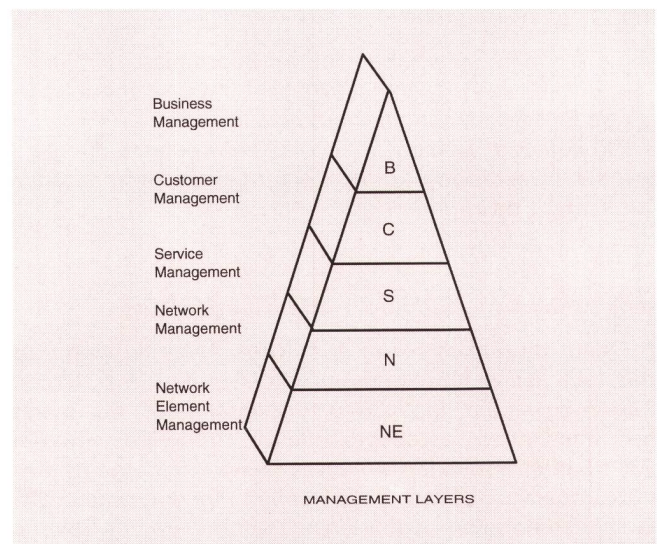 Business
Management
B
Customer
Management
C
Service
Management
S
Network
Management
N
Network
Element
Management
NE
MANAGEMENT LAYERS